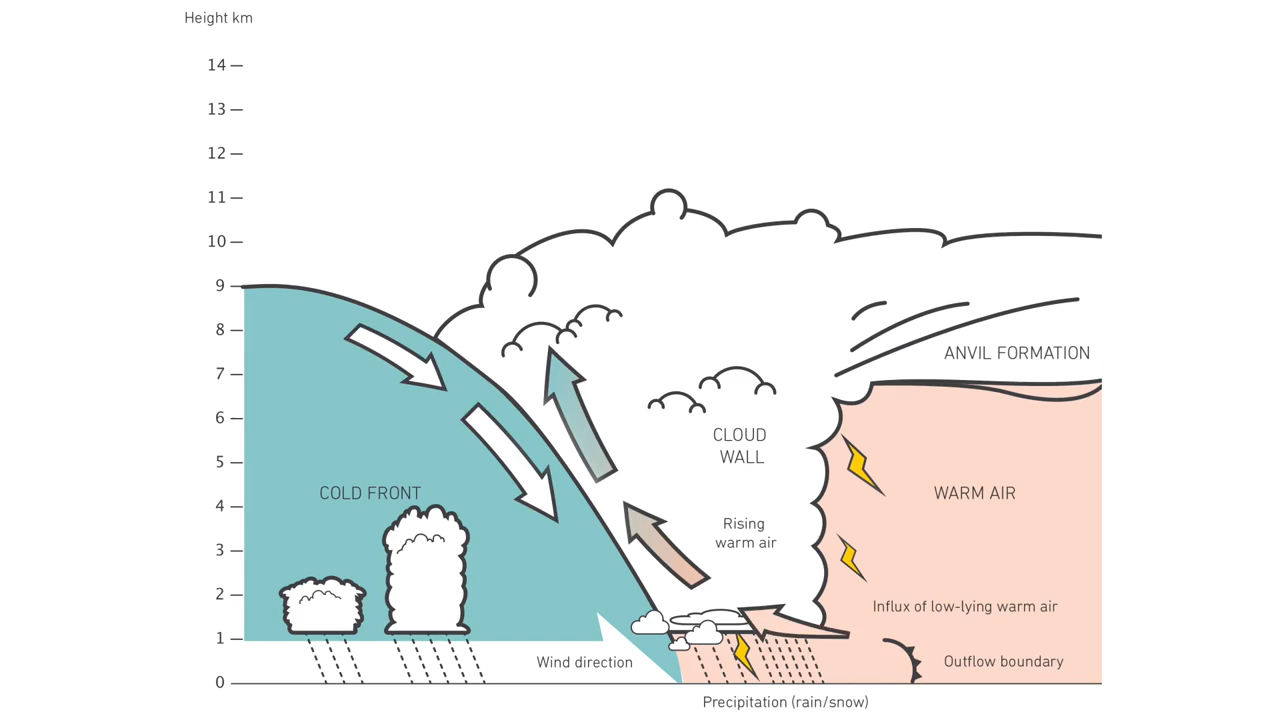 Height km
14
13
12
11
10
9
8
7
6
5
4
3
2
1
0
ANVIL FORMATION
CLOUD
WALL
COLD FRONT
WARM AIR
Rising
warm air
Influx of low-lying warm air
Wind direction
Outflow boundary
Precipitation (rain/snow)